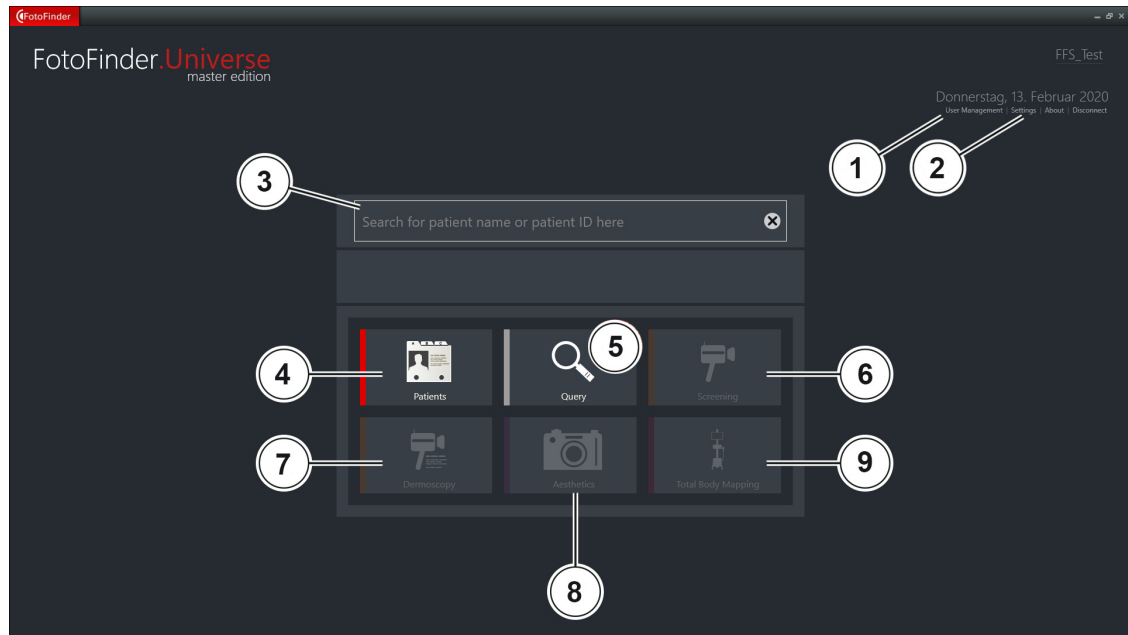 FotoFinder
FotoFinder.Universe
master edition
FFS_Test
Donnerstag, 13. Februar 2020
User Management | Settings | About | Disconnect
1
2
3
Search for patient name or patient ID here
4
Patients
5
Query
6
Screening
7
Dermoscopy
8
Aesthetics
9
Total Body Mapping